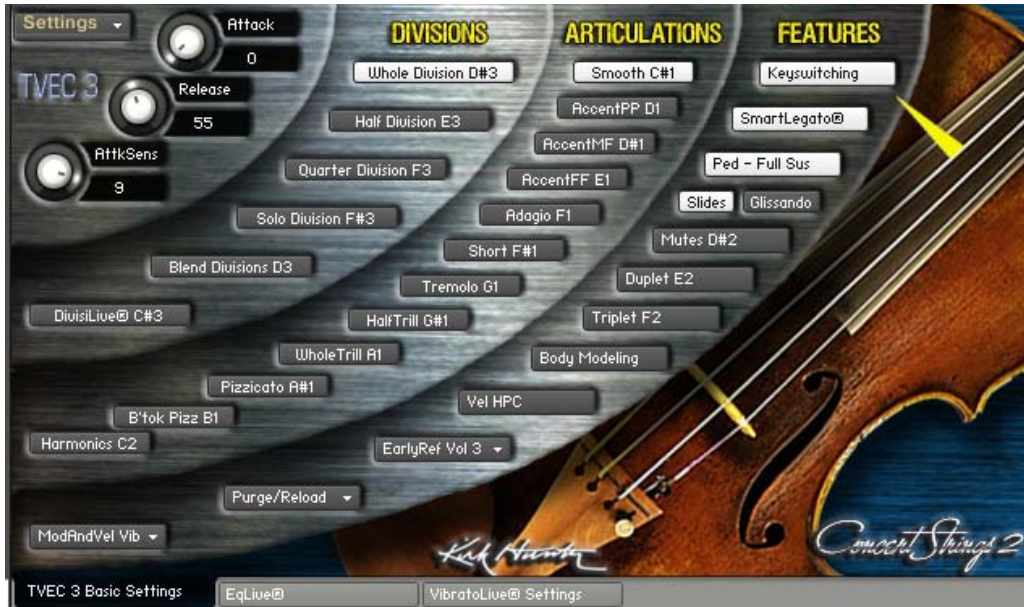 Settings
TVEC 3
Attack
0
Release
55
AttkSens
9
DIVISIONS
Whole Division D#3
Half Division E3
Quarter Division F3
Solo Division F#3
Blend Divisions D3
DivisiLive® C#3
ARTICULATIONS
Smooth C#1
AccentPP D1
AccentMF D#1
AccentFF E1
Adagio F1
Short F#1
Tremolo G1
HalfTrill G#1
WholeTrill A1
Pizzicato A#1
B'tok Pizz B1
Harmonics C2
FEATURES
Keyswitching
SmartLegato®
Ped - Full Sus
Slides Glissando
Mutes D#2
Duplet E2
Triplet F2
Body Modeling
Vel HPC
EarlyRef Vol 3
Purge/Reload
ModAndVel Vib
Kirk Hunter
Concert Strings 2
TVEC 3 Basic Settings EqLive® VibratoLive® Settings